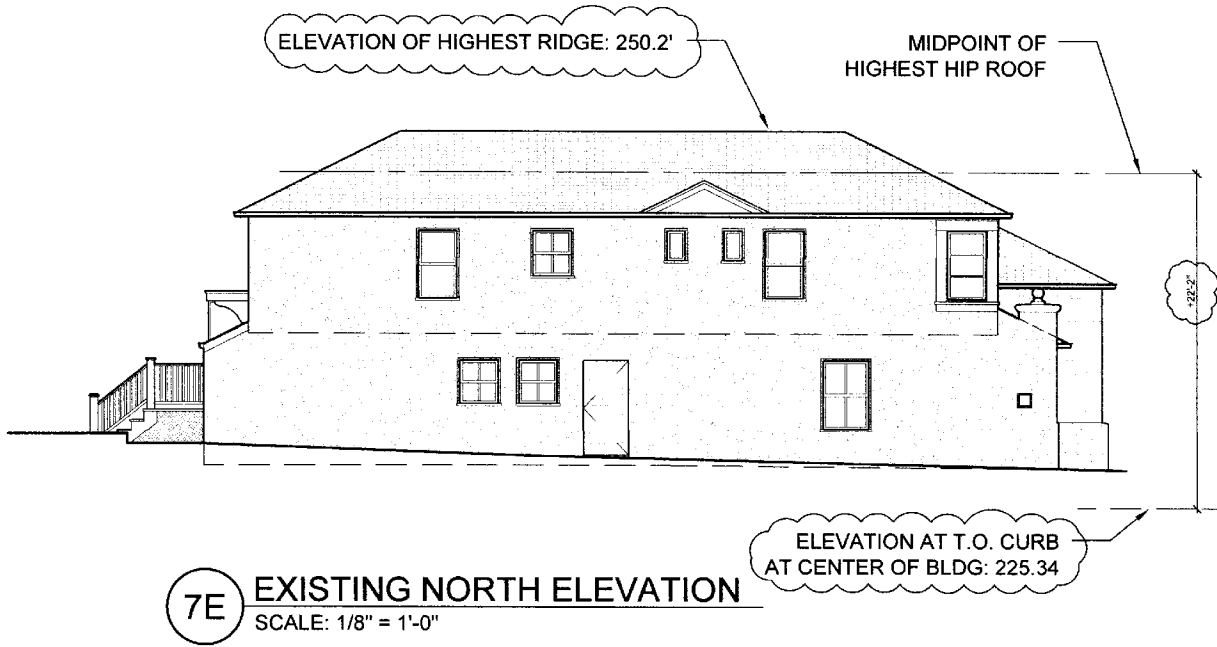 ELEVATION OF HIGHEST RIDGE: 250.2'
MIDPOINT OF
HIGHEST HIP ROOF
+22'-2"
ELEVATION AT T.O. CURB
AT CENTER OF BLDG: 225.34
7E
EXISTING NORTH ELEVATION
SCALE: 1/8" = 1'-0"